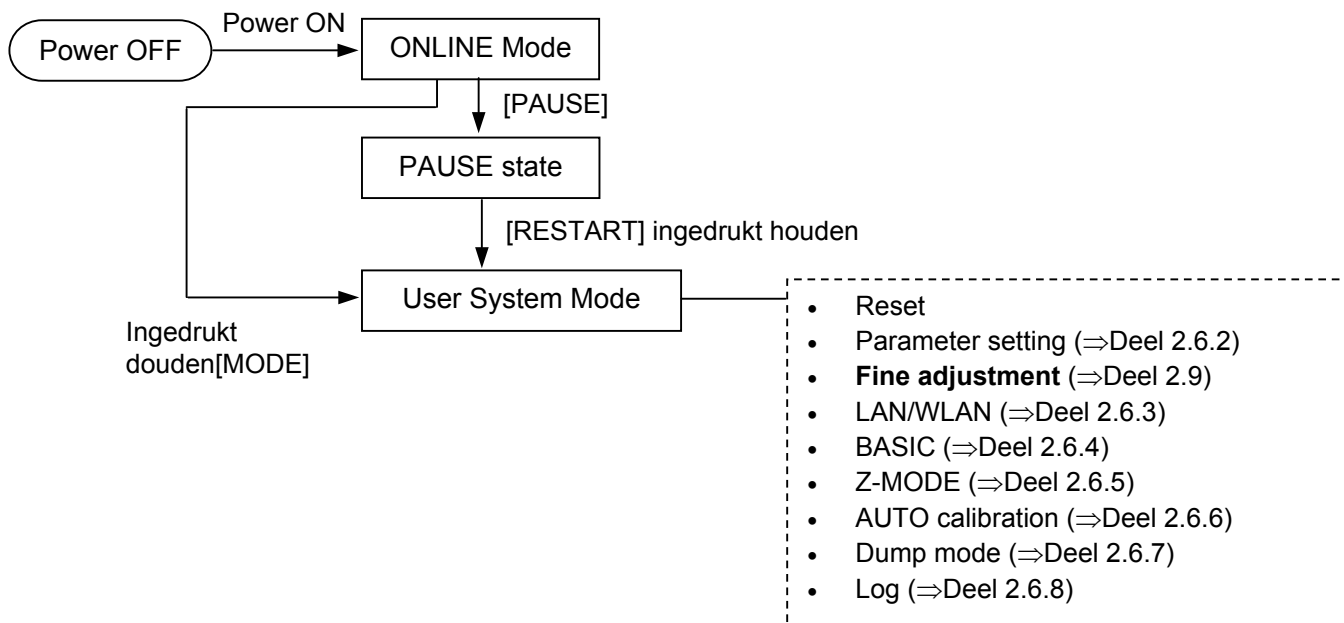 Power OFF
Power ON
ONLINE Mode
[PAUSE]
PAUSE state
[RESTART] ingedrukt houden
User System Mode
Ingedrukt
douden[MODE]
• Reset
• Parameter setting (⇒Deel 2.6.2)
• Fine adjustment (⇒Deel 2.9)
• LAN/WLAN (⇒Deel 2.6.3)
• BASIC (⇒Deel 2.6.4)
• Z-MODE (⇒Deel 2.6.5)
• AUTO calibration (⇒Deel 2.6.6)
• Dump mode (⇒Deel 2.6.7)
• Log (⇒Deel 2.6.8)